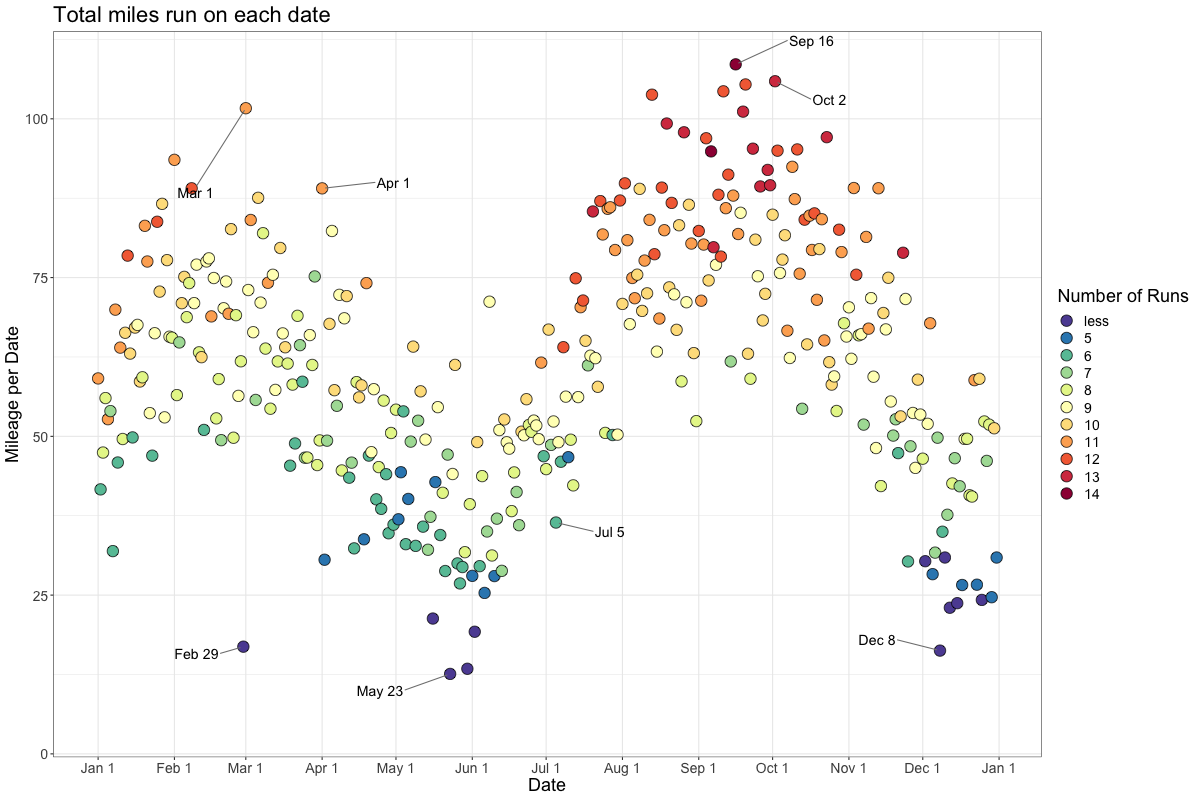 Total miles run on each date
Sep 16
Oct 2
Mar 1
Apr 1
Jul 5
Feb 29
May 23
Dec 8
Mileage per Date
100
75
50
25
0
Jan 1 Feb 1 Mar 1 Apr 1 May 1 Jun 1 Jul 1 Aug 1 Sep 1 Oct 1 Nov 1 Dec 1 Jan 1
Date
Number of Runs
less
5
6
7
8
9
10
11
12
13
14